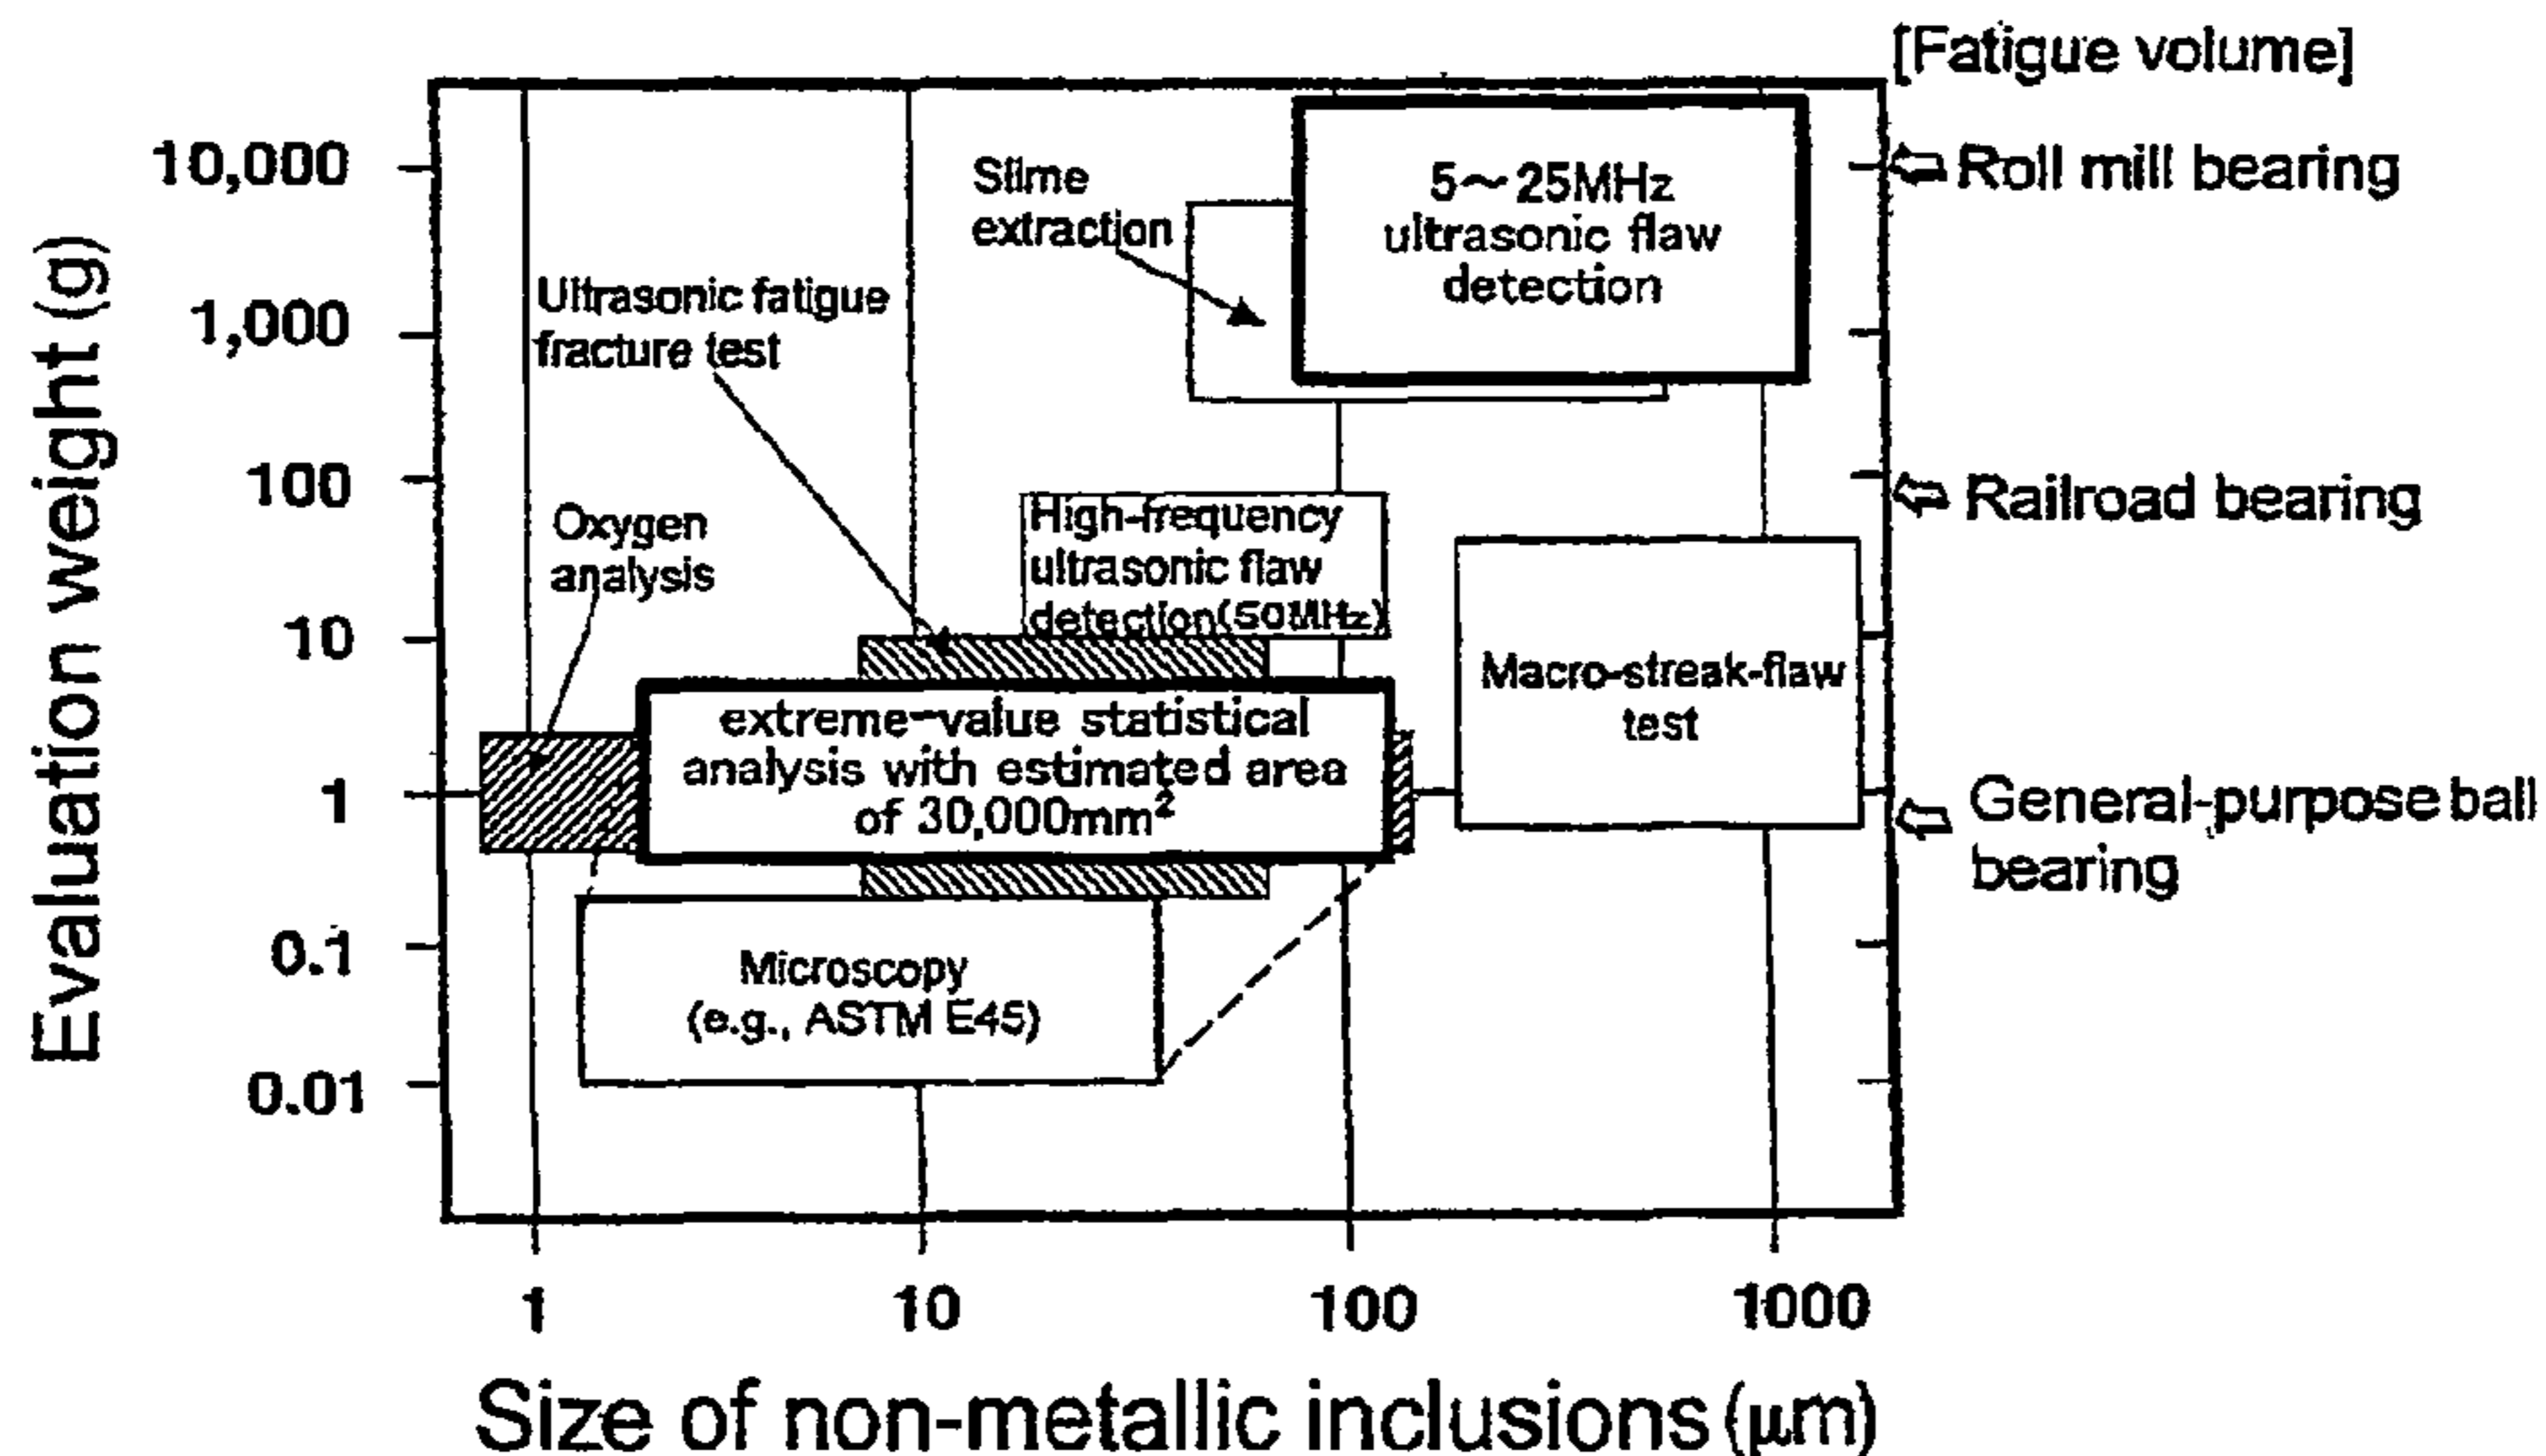 [Fatigue volume]
10,000
1,000
100
10
1
0.1
0.01
Evaluation weight (g)
Slime
extraction
5～25MHz
ultrasonic flaw
detection
Ultrasonic fatigue
fracture test
Oxygen
analysis
High-frequency
ultrasonic flaw
detection(50MHz)
extreme-value statistical
analysis with estimated area
of 30,000mm²
Macro-streak-flaw
test
Microscopy
(e.g., ASTM E45)
Roll mill bearing
Railroad bearing
General-purpose ball
bearing
1
10
100
1000
Size of non-metallic inclusions (μm)